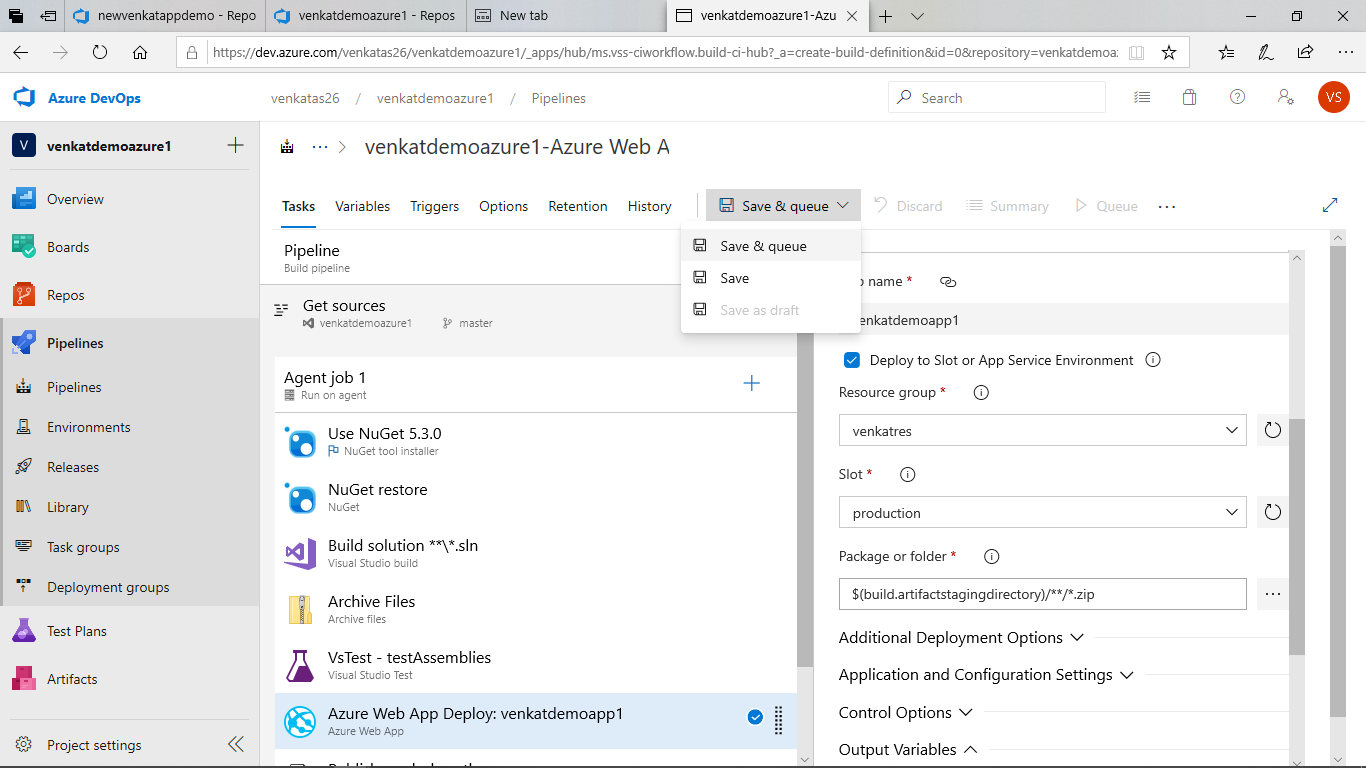 newvenkatappdemo - Repo
venkatdemoazure1 - Repos
New tab
venkatdemoazure1-Azu
https://dev.azure.com/venkatas26/venkatdemoazure1/_apps/hub/ms.vss-ciworkflow.build-ci-hub?_a=create-build-definition&id=0&repository=venkatdemoaz
Azure DevOps
venkatas26 / venkatdemoazure1 / Pipelines
Search
VS
V venkatdemoazure1
Overview
Boards
Repos
Pipelines
Pipelines
Environments
Releases
Library
Task groups
Deployment groups
Test Plans
Artifacts
Project settings
venkatdemoazure1-Azure Web A
Tasks Variables Triggers Options Retention History
Save & queue
Discard
Summary
Queue
Save & queue
Save
Save as draft
Pipeline
Build pipeline
Get sources
venkatdemoazure1 master
Agent job 1
Run on agent
Use NuGet 5.3.0
NuGet tool installer
NuGet restore
NuGet
Build solution **\*.sln
Visual Studio build
Archive Files
Archive files
VsTest - testAssemblies
Visual Studio Test
Azure Web App Deploy: venkatdemoapp1
Azure Web App
name *
enkatdemoapp1
Deploy to Slot or App Service Environment
Resource group *
venkatres
Slot *
production
Package or folder *
$(build.artifactstagingdirectory)/**/*.zip
Additional Deployment Options
Application and Configuration Settings
Control Options
Output Variables